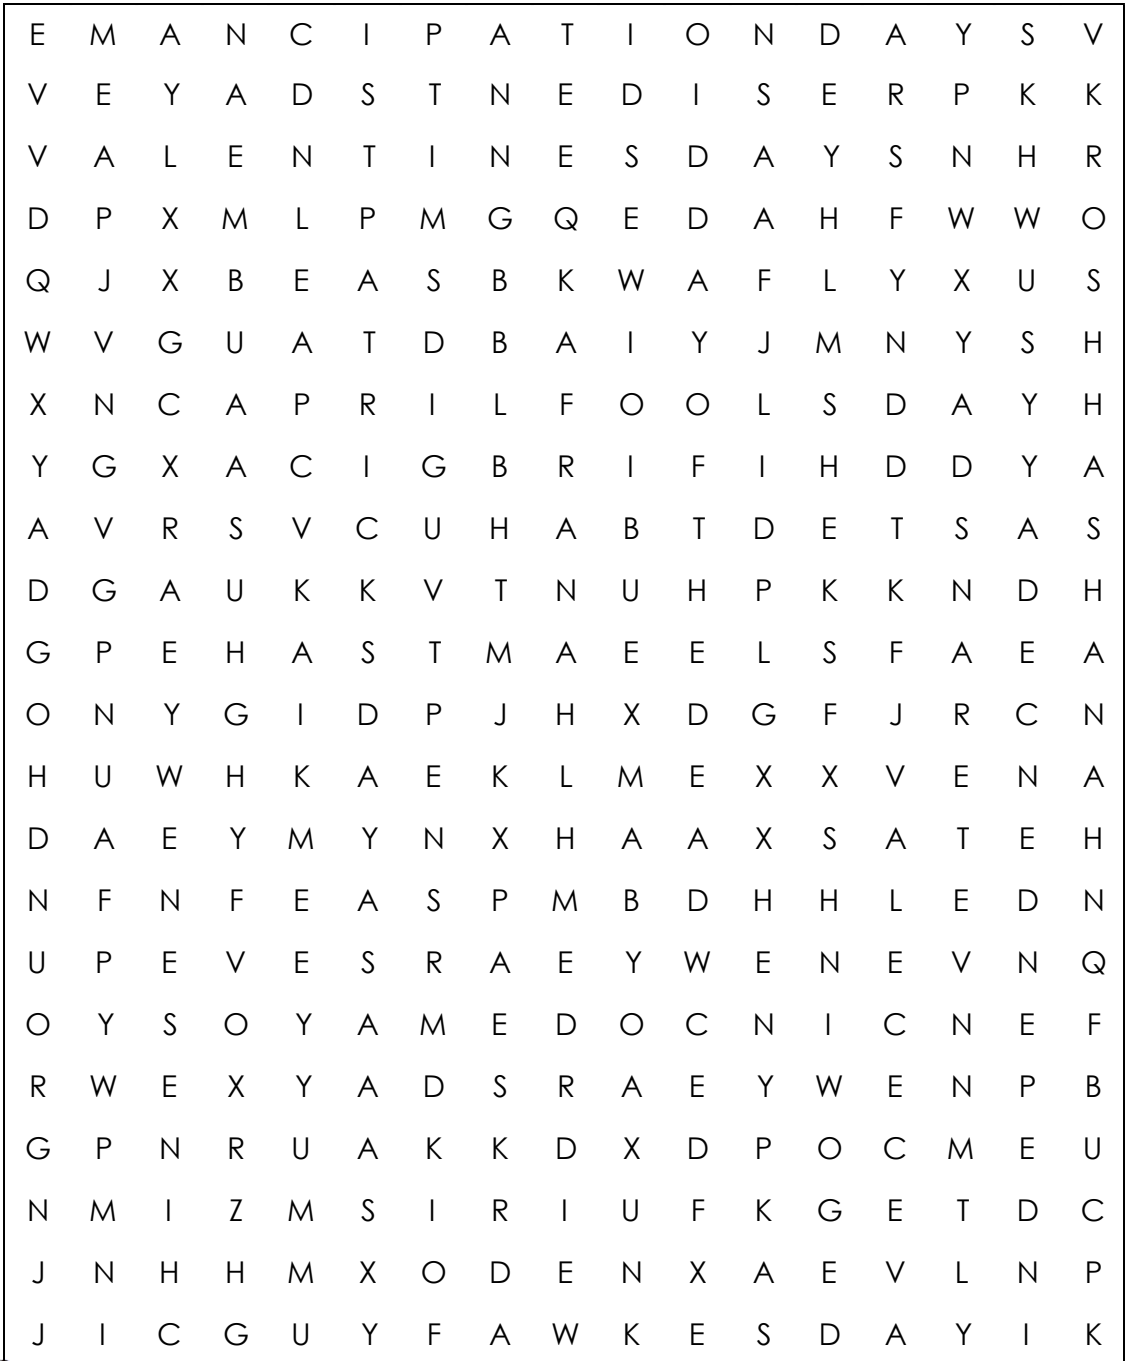 E M A N C I P A T I O N D A Y S V
V E Y A D S T N E D I S E R P K K
V A L E N T I N E S D A Y S N H R
D P X M L P M G Q E D A H F W W O
Q J X B E A S B K W A F L Y X U S
W V G U A T D B A I Y J M N Y S H
X N C A P R I L F O O L S D A Y H
Y G X A C I G B R I F I H D D Y A
A V R S V C U H A B T D E T S A S
D G A U K K V T N U H P K K N D H
G P E H A S T M A E E L S F A E A
O N Y G I D P J H X D G F J R C N
H U W H K A E K L M E X X V E N A
D A E Y M Y N X H A A X S A T E H
N F N F E A S P M B D H H L E D N
U P E V E S R A E Y W E N E V N Q
O Y S O Y A M E D O C N I C N E F
R W E X Y A D S R A E Y W E N P B
G P N R U A K K D X D P O C M E U
N M I Z M S I R I U F K G E T D C
J N H H M X O D E N X A E V L N P
J I C G U Y F A W K E S D A Y I K